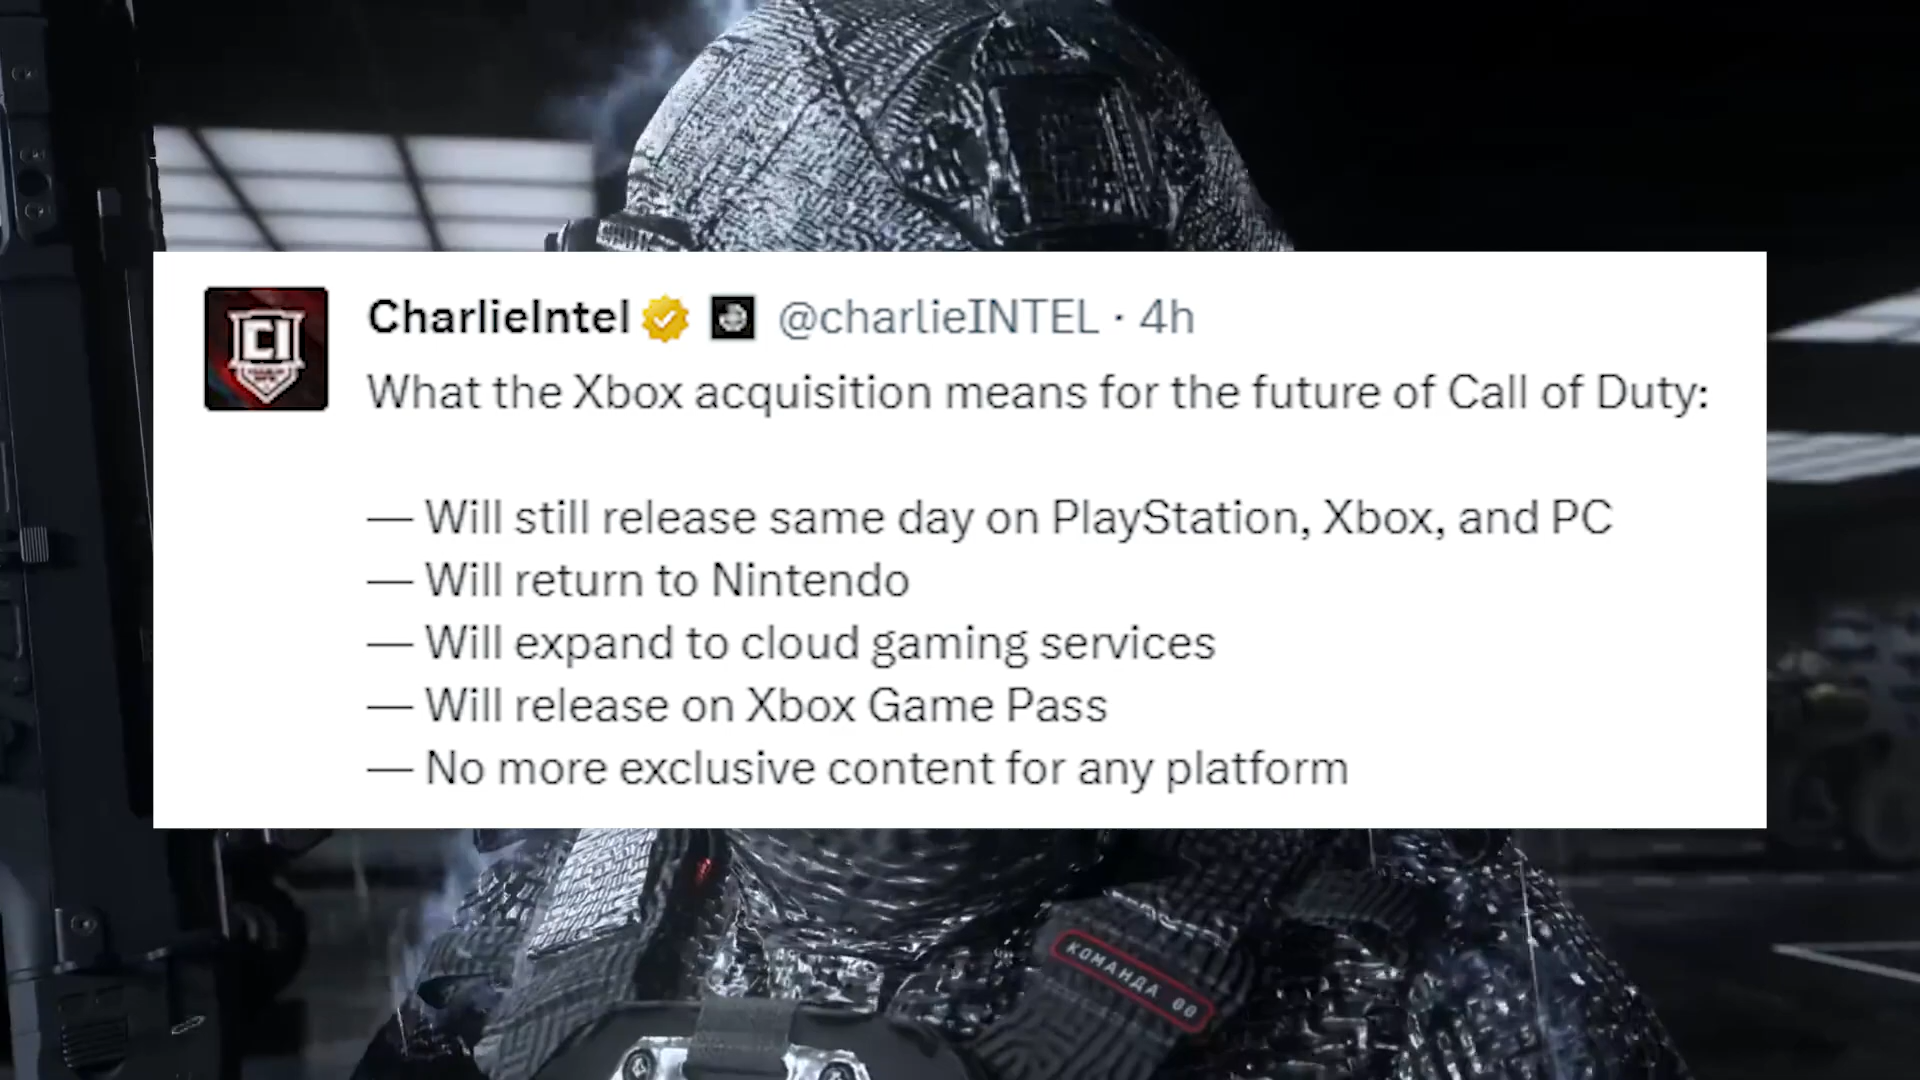 CharlieIntel @charlieINTEL · 4h
What the Xbox acquisition means for the future of Call of Duty:
— Will still release same day on PlayStation, Xbox, and PC
— Will return to Nintendo
— Will expand to cloud gaming services
— Will release on Xbox Game Pass
— No more exclusive content for any platform
CI
КОМАНДА 00